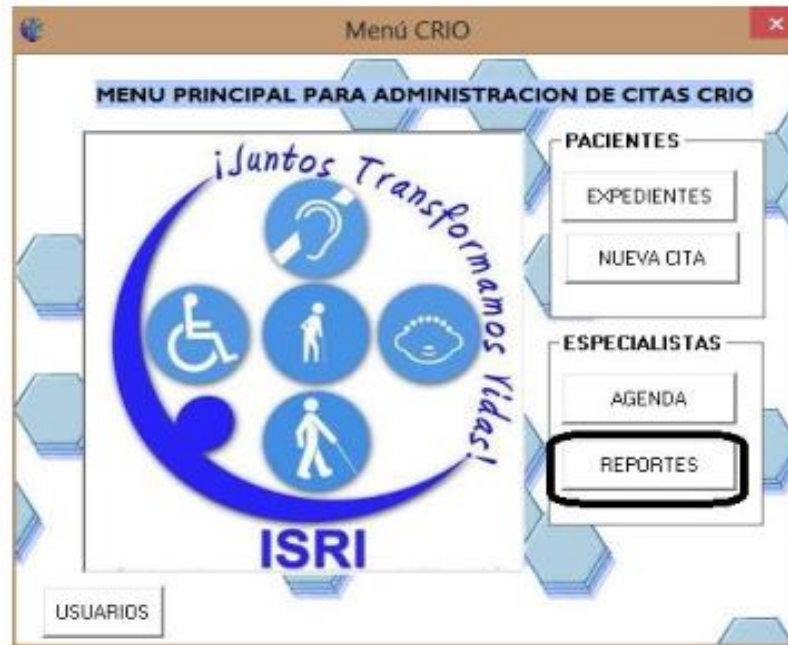 Menú CRIO
MENU PRINCIPAL PARA ADMINISTRACION DE CITAS CRIO
¡Juntos Transformamos Vidas!
ISRI
PACIENTES
EXPEDIENTES
NUEVA CITA
ESPECIALISTAS
AGENDA
REPORTES
USUARIOS